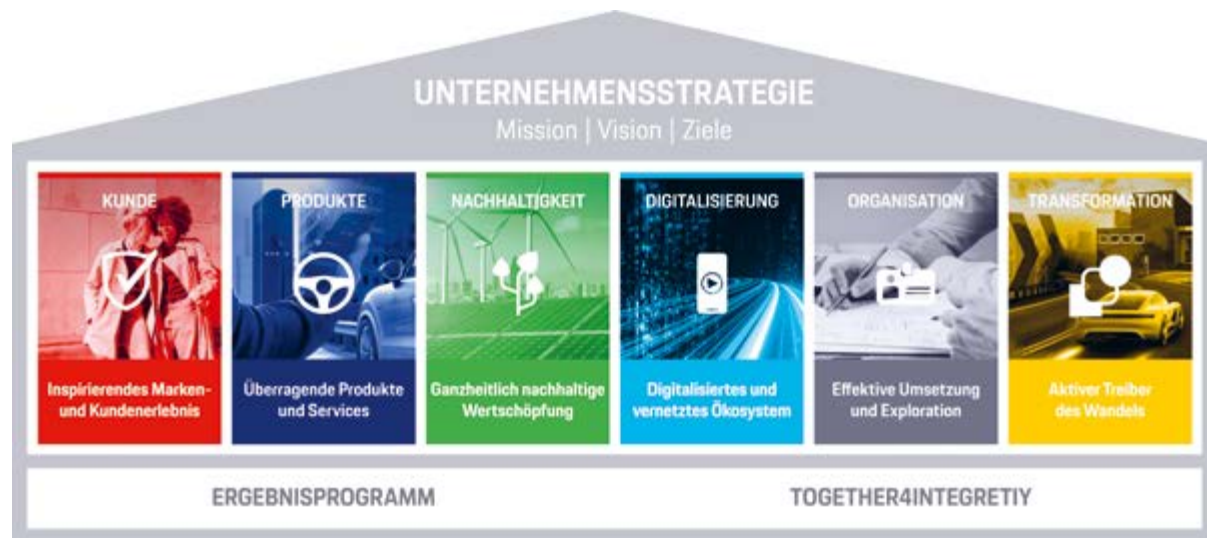 UNTERNEHMENSSTRATEGIE
Mission | Vision | Ziele
KUNDE
PRODUKTE
NACHHALTIGKEIT
DIGITALISIERUNG
ORGANISATION
TRANSFORMATION
Inspirierendes Marken-
und Kundenerlebnis
Überragende Produkte
und Services
Ganzheitlich nachhaltige
Wertschöpfung
Digitalisiertes und
vernetztes Ökosystem
Effektive Umsetzung
und Exploration
Aktiver Treiber
des Wandels
ERGEBNISPROGRAMM
TOGETHER4INTEGRETIY